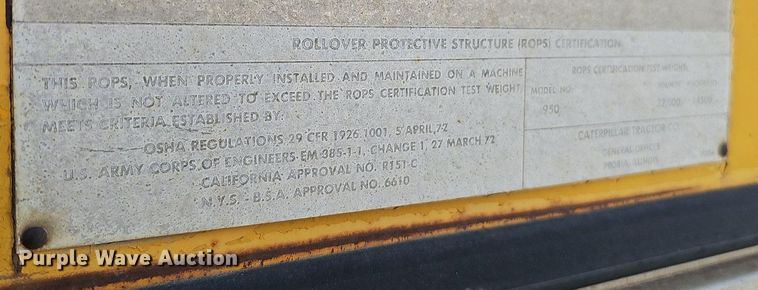 ROLLOVER PROTECTIVE STRUCTURE (ROPS) CERTIFICATION
THIS ROPS, WHEN PROPERLY INSTALLED AND MAINTAINED ON A MACHINE
WHICH IS NOT ALTERED TO EXCEED THE ROPS CERTIFICATION TEST WEIGHT,
MEETS CRITERIA ESTABLISHED BY:
OSHA REGULATIONS 29 CFR 1926.1001, 5 APRIL,72
U.S. ARMY CORPS OF ENGINEERS EM 385-1-1, CHANGE 1, 27 MARCH 72
CALIFORNIA APPROVAL NO. R151-C
N.Y.S. - B.S.A. APPROVAL NO. 6610
ROPS CERTIFICATION TEST WEIGHT
MODEL NO.
950
CATERPILLAR TRACTOR CO.
GENERAL OFFICES
PEORIA, ILLINOIS
Purple Wave Auction